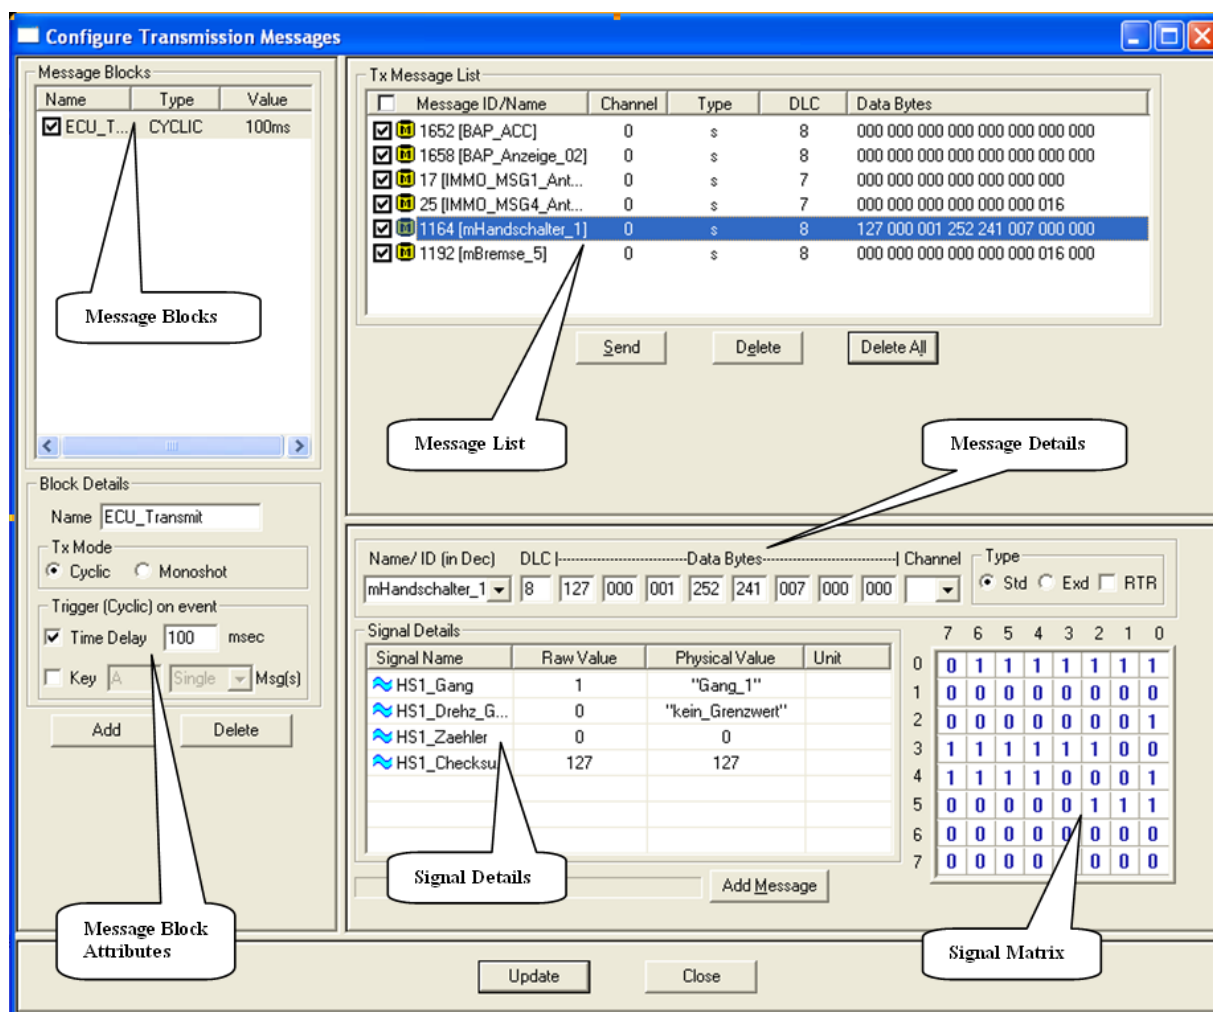 Configure Transmission Messages
Message Blocks
Name Type Value
ECU_T... CYCLIC 100ms
Message Blocks
Block Details
Name ECU_Transmit
Tx Mode
Cyclic Monoshot
Trigger (Cyclic) on event
Time Delay 100 msec
Key A Single Msg(s)
Add Delete
Message Block
Attributes
Tx Message List
Message ID/Name Channel Type DLC Data Bytes
1652 [BAP_ACC] 0 s 8 000 000 000 000 000 000 000 000
1658 [BAP_Anzeige_02] 0 s 8 000 000 000 000 000 000 000 000
17 [IMMO_MSG1_Ant... 0 s 7 000 000 000 000 000 000 000
25 [IMMO_MSG4_Ant... 0 s 7 000 000 000 000 000 000 016
1164 [mHandschalter_1] 0 s 8 127 000 001 252 241 007 000 000
1192 [mBremse_5] 0 s 8 000 000 000 000 000 000 016 000
Send Delete Delete All
Message List
Message Details
Name/ ID (in Dec) DLC |------------------------Data Bytes------------------------| Channel Type
mHandschalter_1 8 127 000 001 252 241 007 000 000 Std Exd RTR
Signal Details
Signal Name Raw Value Physical Value Unit
HS1_Gang 1 "Gang_1"
HS1_Drehz_G... 0 "kein_Grenzwert"
HS1_Zaehler 0 0
HS1_Checksu 127 127
Signal Details
Add Message
7 6 5 4 3 2 1 0
0 0 1 1 1 1 1 1 1
1 0 0 0 0 0 0 0 0
2 0 0 0 0 0 0 0 1
3 1 1 1 1 1 1 0 0
4 1 1 1 1 0 0 0 1
5 0 0 0 0 0 1 1 1
6 0 0 0 0 0 0 0 0
7 0 0 0 0 0 0 0
Signal Matrix
Update Close